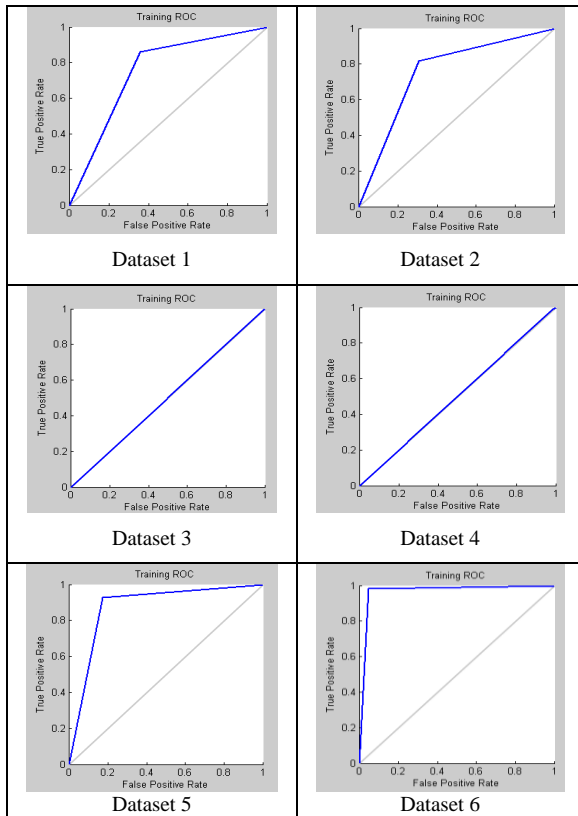 Training ROC
1
0.8
0.6
0.4
0.2
0
True Positive Rate
0 0.2 0.4 0.6 0.8 1
False Positive Rate
Dataset 1
Training ROC
1
0.8
0.6
0.4
0.2
0
True Positive Rate
0 0.2 0.4 0.6 0.8 1
False Positive Rate
Dataset 2
Training ROC
1
0.8
0.6
0.4
0.2
0
True Positive Rate
0 0.2 0.4 0.6 0.8 1
False Positive Rate
Dataset 3
Training ROC
1
0.8
0.6
0.4
0.2
0
True Positive Rate
0 0.2 0.4 0.6 0.8 1
False Positive Rate
Dataset 4
Training ROC
1
0.8
0.6
0.4
0.2
0
True Positive Rate
0 0.2 0.4 0.6 0.8 1
False Positive Rate
Dataset 5
Training ROC
1
0.8
0.6
0.4
0.2
0
True Positive Rate
0 0.2 0.4 0.6 0.8 1
False Positive Rate
Dataset 6